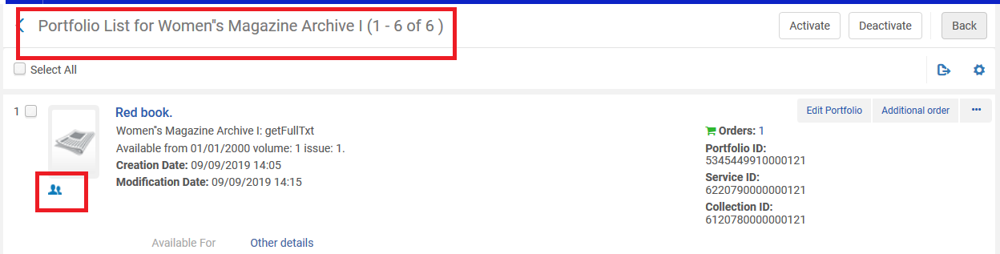 Portfolio List for Women"s Magazine Archive I (1 - 6 of 6 )
Activate
Deactivate
Back
Select All
1
Red book.
Edit Portfolio
Additional order
Women"s Magazine Archive I: getFullTxt
Available from 01/01/2000 volume: 1 issue: 1.
Creation Date: 09/09/2019 14:05
Modification Date: 09/09/2019 14:15
Orders: 1
Portfolio ID:
5345449910000121
Service ID:
6220790000000121
Collection ID:
6120780000000121
Available For
Other details